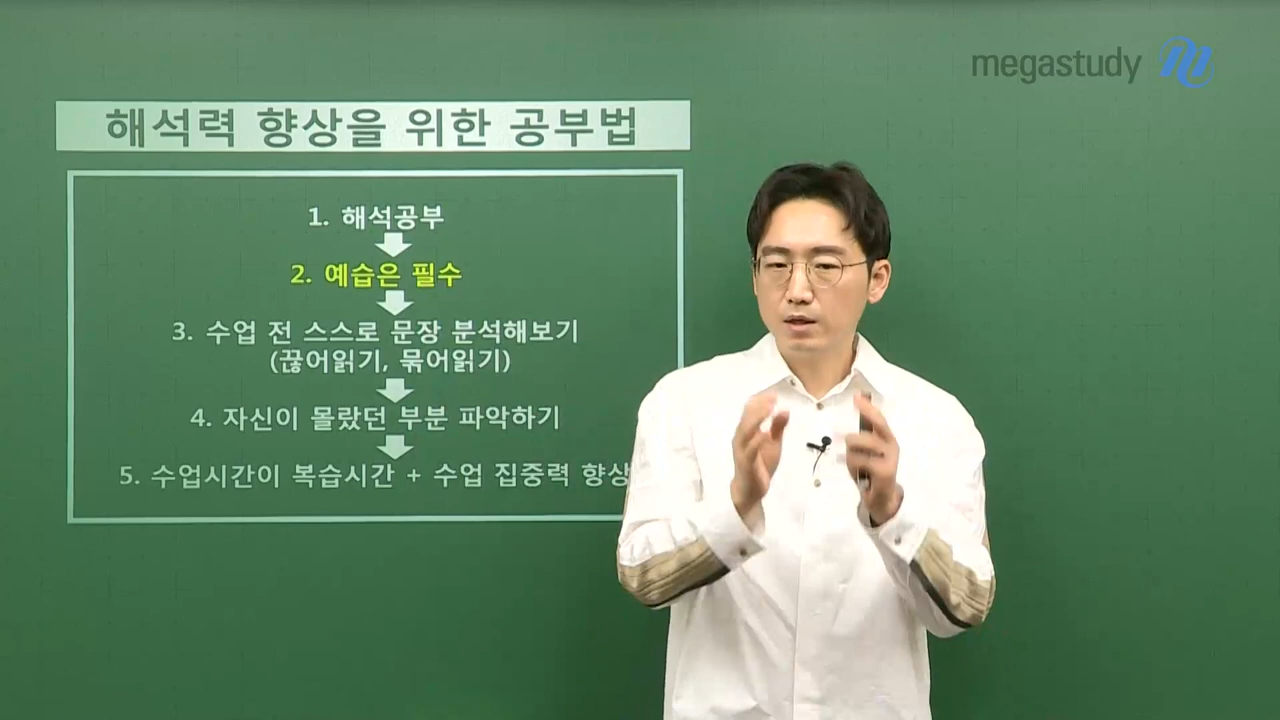 megastudy
해석력 향상을 위한 공부법
1. 해석공부
2. 예습은 필수
3. 수업 전 스스로 문장 분석해보기
(끊어읽기, 묶어읽기)
4. 자신이 몰랐던 부분 파악하기
5. 수업시간이 복습시간 + 수업 집중력 향상